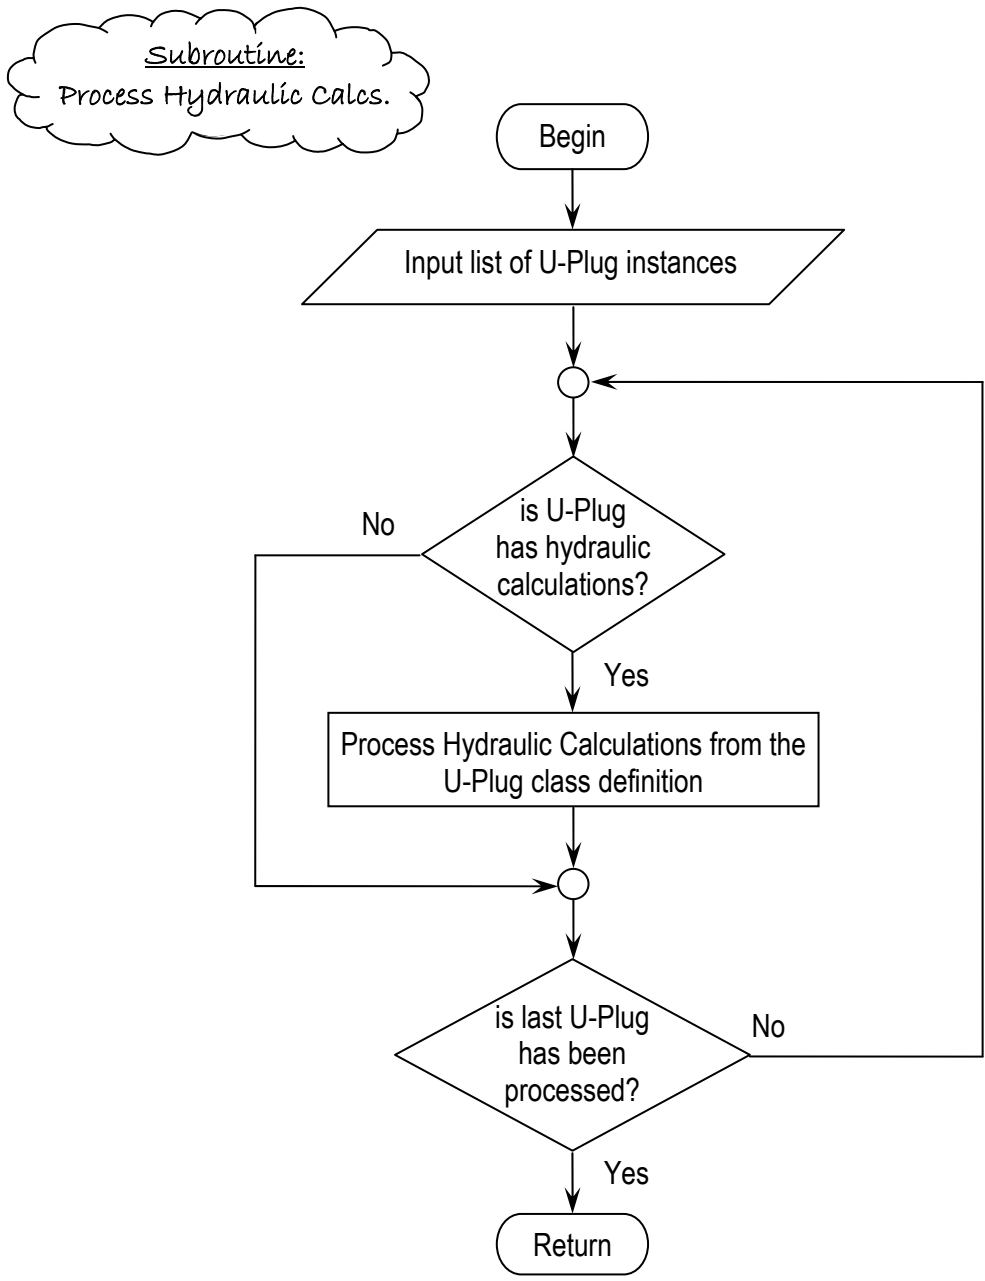 Subroutine:
Process Hydraulic Calcs.
Begin
Input list of U-Plug instances
is U-Plug
has hydraulic
calculations?
No
Yes
Process Hydraulic Calculations from the
U-Plug class definition
is last U-Plug
has been
processed?
No
Yes
Return